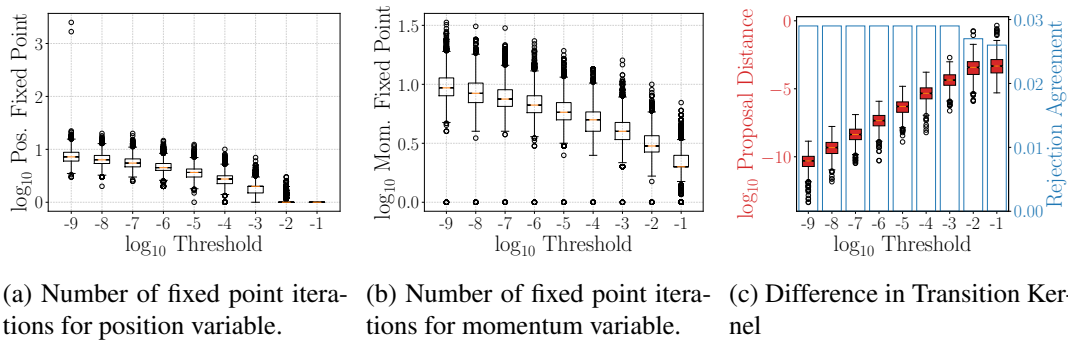 3
2
1
0
log10 Pos. Fixed Point
-9 -8 -7 -6 -5 -4 -3 -2 -1
log10 Threshold
1.5
1.0
0.5
0.0
log10 Mom. Fixed Point
-9 -8 -7 -6 -5 -4 -3 -2 -1
log10 Threshold
0
−5
−10
log10 Proposal Distance
0.03
0.02
0.01
0.00
Rejection Agreement
-9 -8 -7 -6 -5 -4 -3 -2 -1
log10 Threshold
(a) Number of fixed point itera-
tions for position variable.
(b) Number of fixed point itera-
tions for momentum variable.
(c) Difference in Transition Ker-
nel